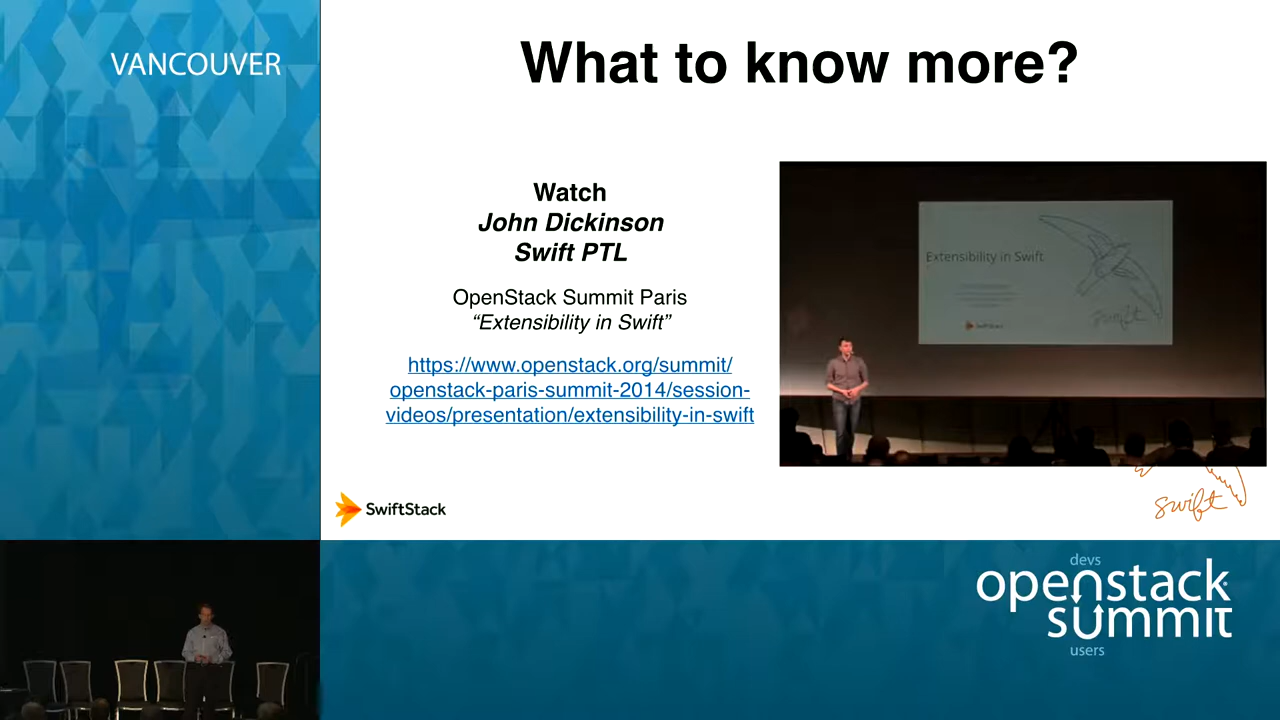 VANCOUVER
What to know more?
Watch
John Dickinson
Swift PTL
OpenStack Summit Paris
“Extensibility in Swift”
https://www.openstack.org/summit/
openstack-paris-summit-2014/session-
videos/presentation/extensibility-in-swift
Extensibility in Swift
SwiftStack
swift
SwiftStack
swift
devs
openstack
summit
users